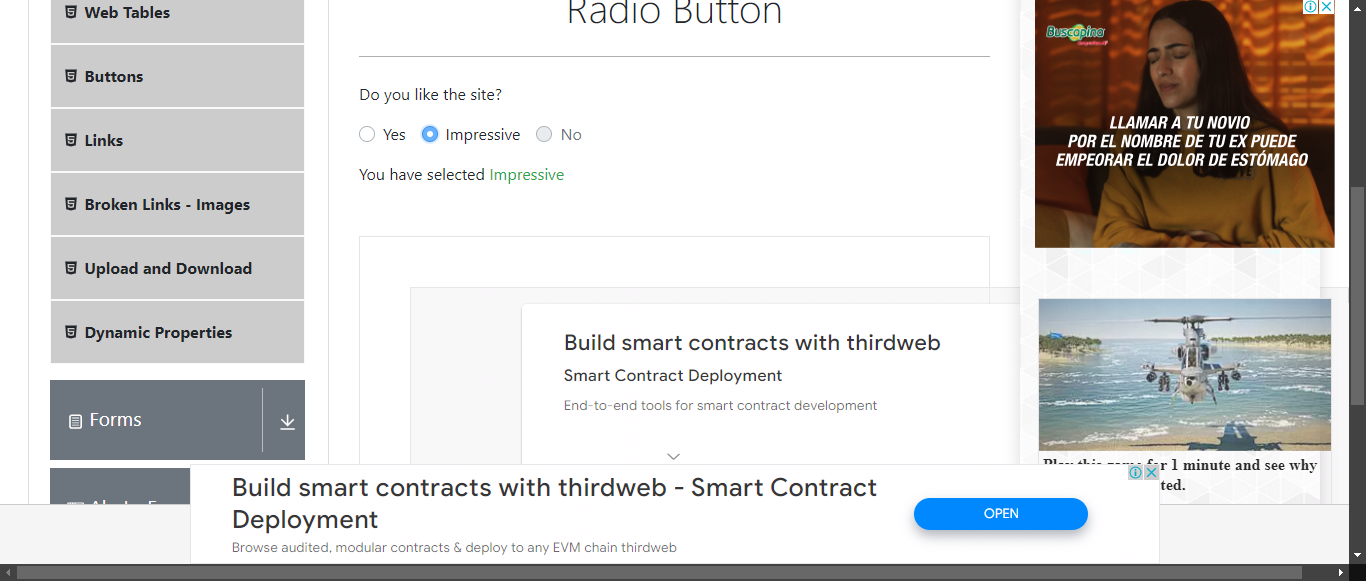 Web Tables
Buttons
Links
Broken Links - Images
Upload and Download
Dynamic Properties
Forms
Radio Button
Do you like the site?
Yes Impressive No
You have selected Impressive
Build smart contracts with thirdweb
Smart Contract Deployment
End-to-end tools for smart contract development
Buscapina
LLAMAR A TU NOVIO
POR EL NOMBRE DE TU EX PUEDE
EMPEORAR EL DOLOR DE ESTÓMAGO
Play this game for 1 minute and see why
ted.
Build smart contracts with thirdweb - Smart Contract
Deployment
Browse audited, modular contracts & deploy to any EVM chain thirdweb
OPEN